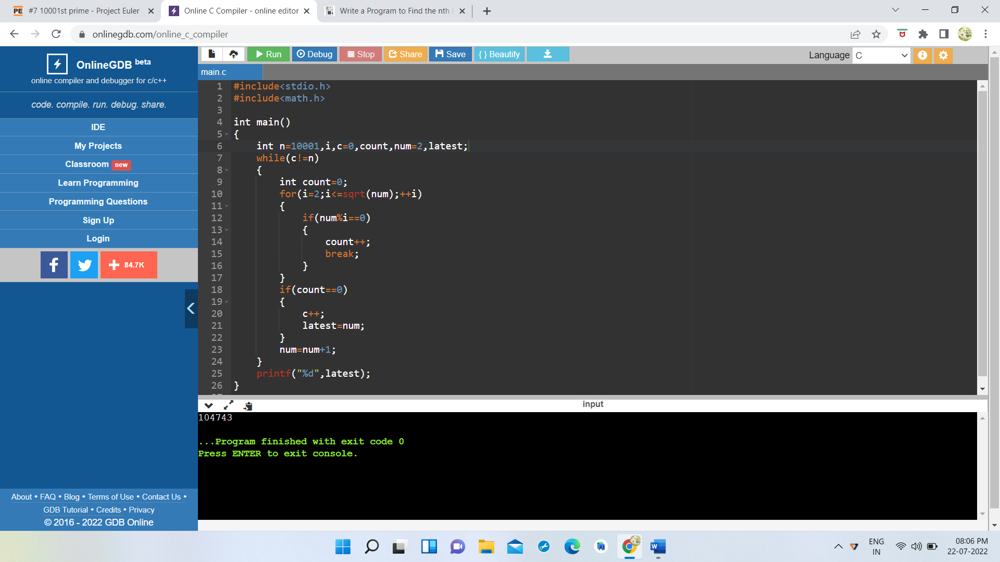 #7 10001st prime - Project Euler
Online C Compiler - online editor
Write a Program to Find the nth
onlinegdb.com/online_c_compiler
OnlineGDB beta
online compiler and debugger for c/c++
code. compile. run. debug. share.
IDE
My Projects
Classroom new
Learn Programming
Programming Questions
Sign Up
Login
84.7K
About • FAQ • Blog • Terms of Use • Contact Us •
GDB Tutorial • Credits • Privacy
© 2016 - 2022 GDB Online
Run Debug Stop Share Save { } Beautify
Language C
main.c
1 #include<stdio.h>
2 #include<math.h>
3
4 int main()
5 {
6 int n=10001,i,c=0,count,num=2,latest;
7 while(c!=n)
8 {
9 int count=0;
10 for(i=2;i<=sqrt(num);++i)
11 {
12 if(num%i==0)
13 {
14 count++;
15 break;
16 }
17 }
18 if(count==0)
19 {
20 c++;
21 latest=num;
22 }
23 num=num+1;
24 }
25 printf("%d",latest);
26 }
input
104743
...Program finished with exit code 0
Press ENTER to exit console.
ENG
IN
08:06 PM
22-07-2022